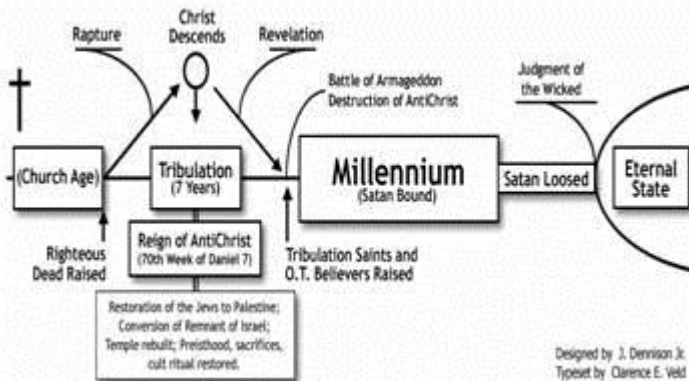 Christ
Descends
Rapture
Revelation
Battle of Armageddon
Destruction of AntiChrist
Judgment of
the Wicked
(Church Age)
Tribulation
(7 Years)
Millennium
(Satan Bound)
Satan Loosed
Eternal
State
Righteous
Dead Raised
Reign of AntiChrist
(70th Week of Daniel 7)
Tribulation Saints and
O.T. Believers Raised
Restoration of the Jews to Palestine;
Conversion of Remnant of Israel;
Temple rebuilt; Preisthood, sacrifices,
cult ritual restored.
Designed by J. Dennison Jr.
Typeset by Clarence E. Veld